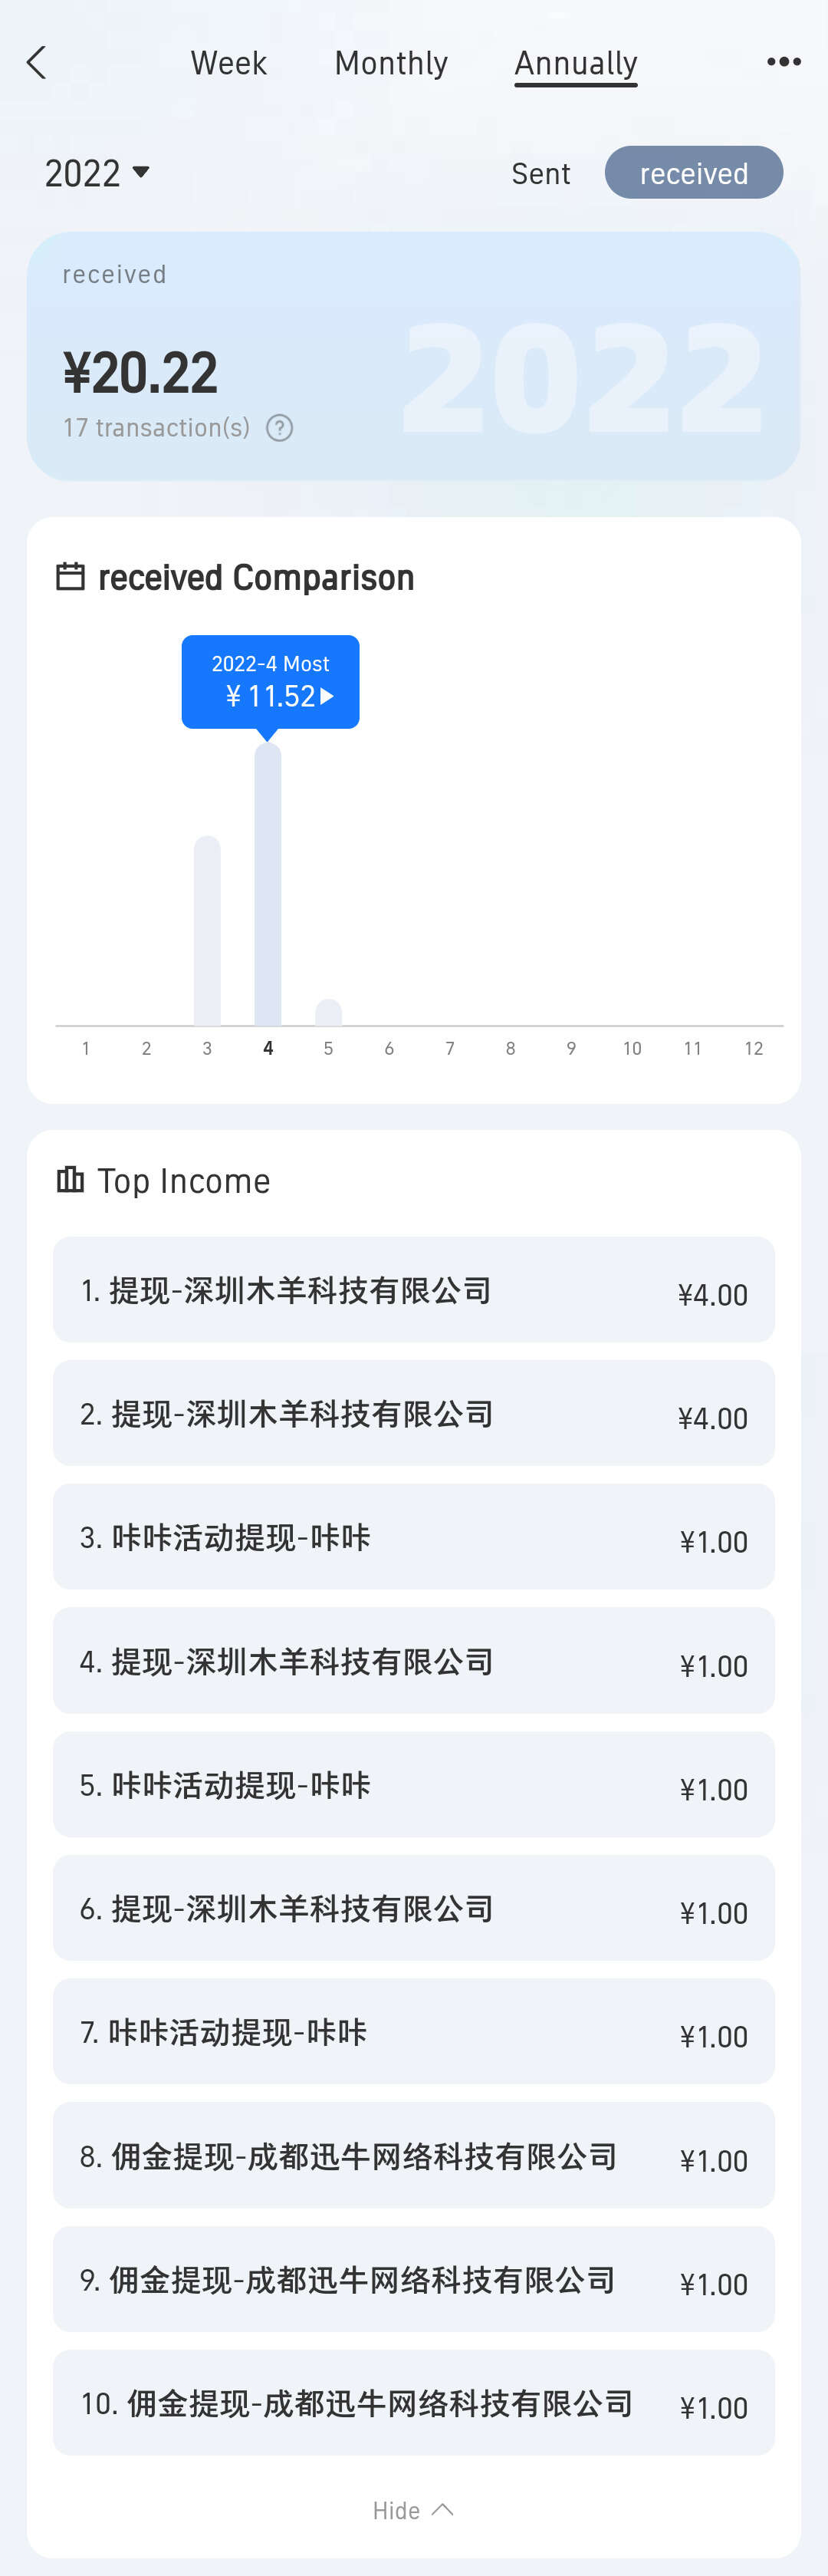 Week Monthly Annually
2022 Sent received
received
2022
¥20.22
17 transaction(s) ?
received Comparison
2022-4 Most
¥ 11.52
1 2 3 4 5 6 7 8 9 10 11 12
Top Income
1. 提现-深圳木羊科技有限公司 ¥4.00
2. 提现-深圳木羊科技有限公司 ¥4.00
3. 咔咔活动提现-咔咔 ¥1.00
4. 提现-深圳木羊科技有限公司 ¥1.00
5. 咔咔活动提现-咔咔 ¥1.00
6. 提现-深圳木羊科技有限公司 ¥1.00
7. 咔咔活动提现-咔咔 ¥1.00
8. 佣金提现-成都迅牛网络科技有限公司 ¥1.00
9. 佣金提现-成都迅牛网络科技有限公司 ¥1.00
10. 佣金提现-成都迅牛网络科技有限公司 ¥1.00
Hide